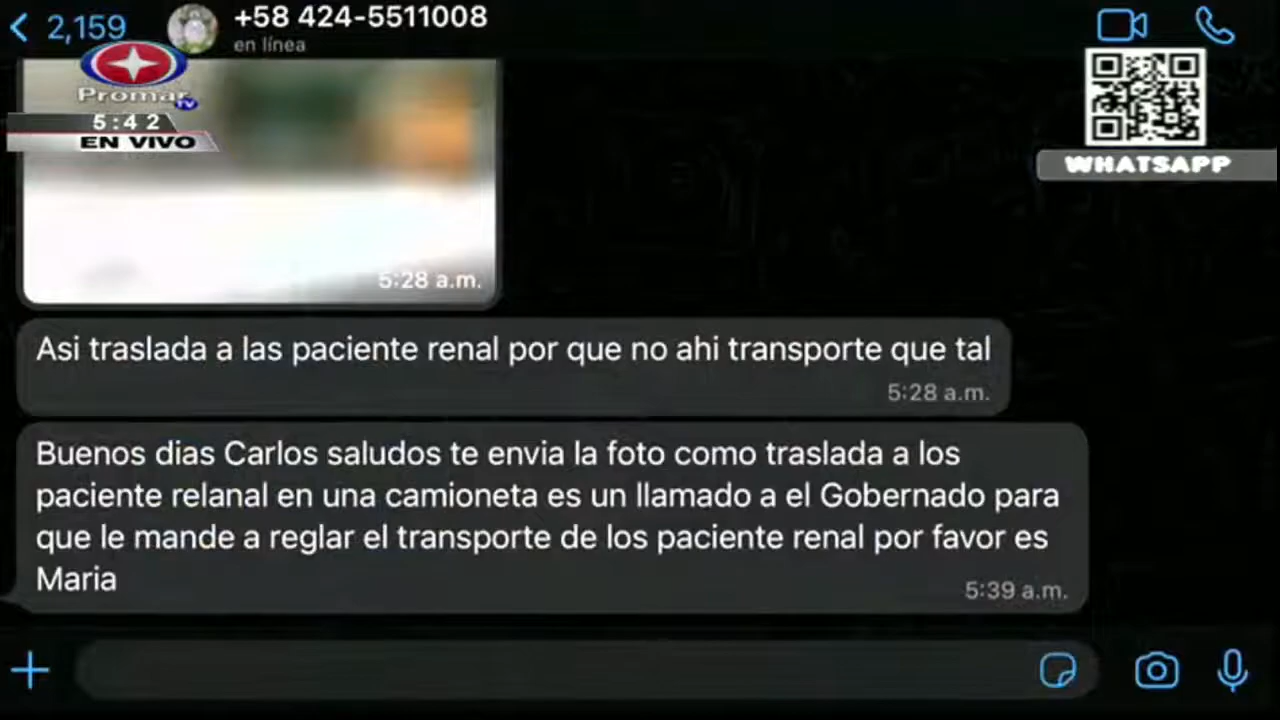 2,159
+58 424-5511008
en línea
Promar TV
5:42
EN VIVO
WHATSAPP
5:28 a.m.
Asi traslada a las paciente renal por que no ahi transporte que tal
5:28 a.m.
Buenos dias Carlos saludos te envia la foto como traslada a los
paciente relanal en una camioneta es un llamado a el Gobernado para
que le mande a reglar el transporte de los paciente renal por favor es
Maria
5:39 a.m.